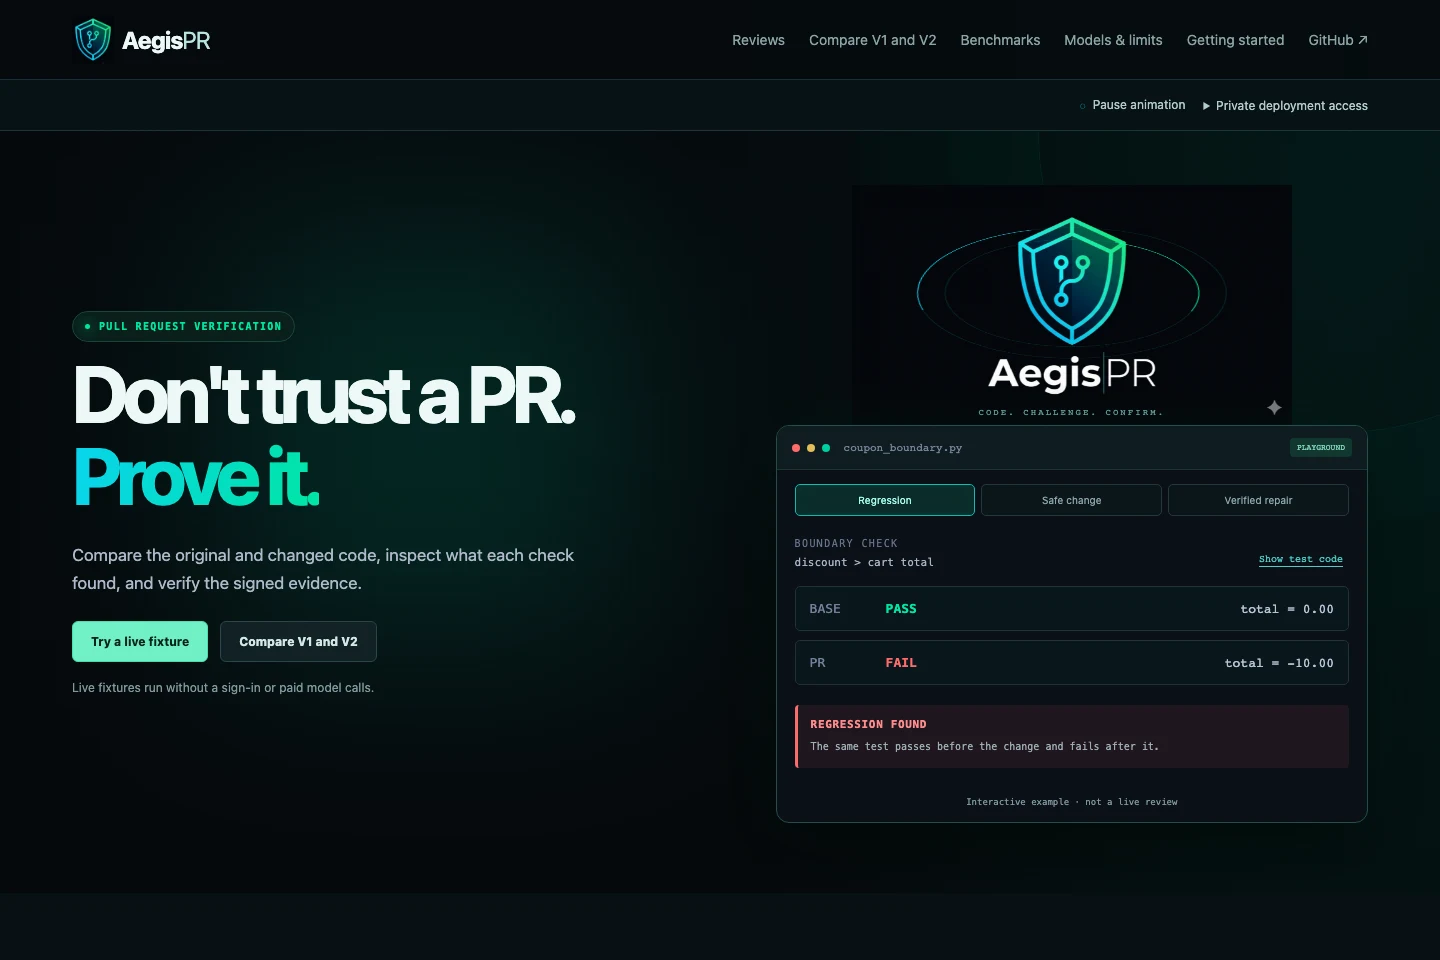 AegisPR
Reviews
Compare V1 and V2
Benchmarks
Models & limits
Getting started
GitHub ↗
Pause animation
▶ Private deployment access
PULL REQUEST VERIFICATION
Don't trust a PR.
Prove it.
Compare the original and changed code, inspect what each check
found, and verify the signed evidence.
Try a live fixture
Compare V1 and V2
Live fixtures run without a sign-in or paid model calls.
AegisPR
CODE. CHALLENGE. CONFIRM.
coupon_boundary.py
PLAYGROUND
Regression
Safe change
Verified repair
BOUNDARY CHECK
discount > cart total
Show test code
BASE PASS total = 0.00
PR FAIL total = -10.00
REGRESSION FOUND
The same test passes before the change and fails after it.
Interactive example · not a live review